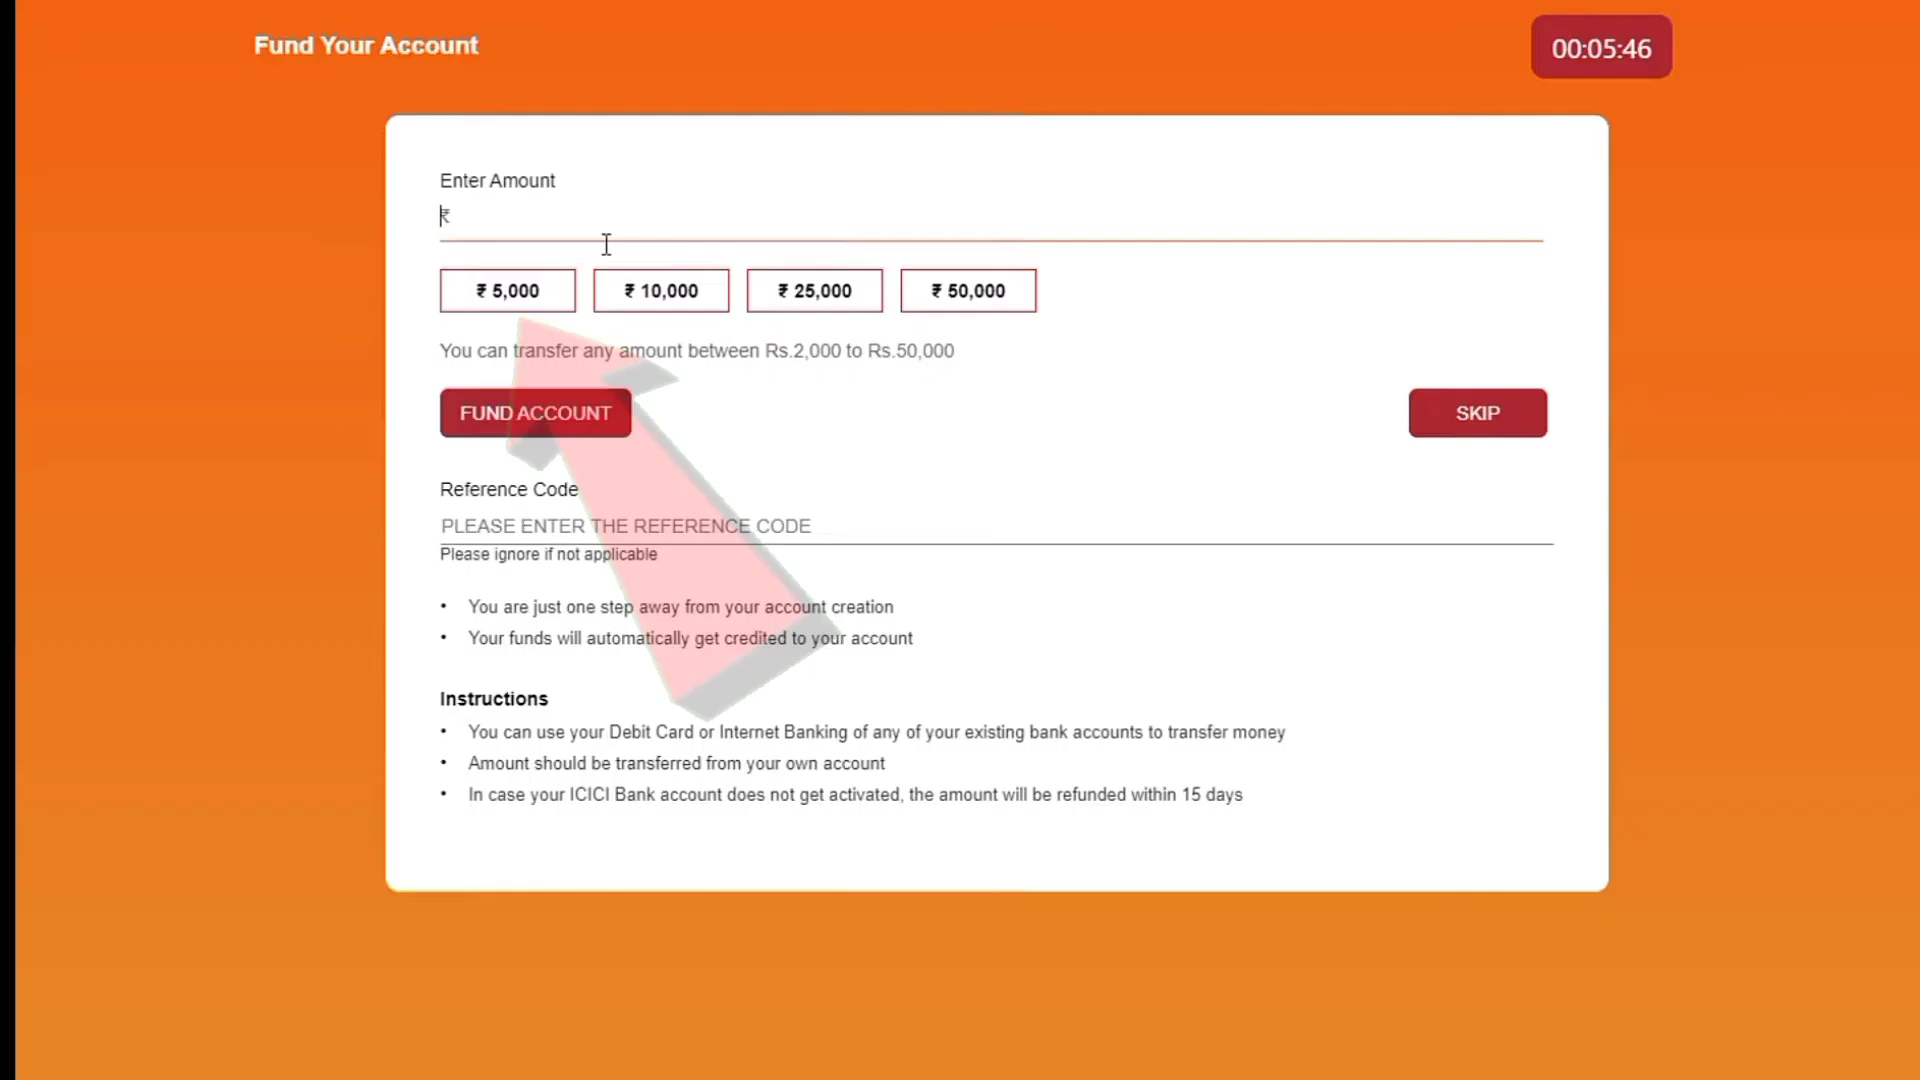 Fund Your Account
00:05:46
Enter Amount
₹
₹ 5,000 ₹ 10,000 ₹ 25,000 ₹ 50,000
You can transfer any amount between Rs.2,000 to Rs.50,000
FUND ACCOUNT SKIP
Reference Code
PLEASE ENTER THE REFERENCE CODE
Please ignore if not applicable
• You are just one step away from your account creation
• Your funds will automatically get credited to your account
Instructions
• You can use your Debit Card or Internet Banking of any of your existing bank accounts to transfer money
• Amount should be transferred from your own account
• In case your ICICI Bank account does not get activated, the amount will be refunded within 15 days